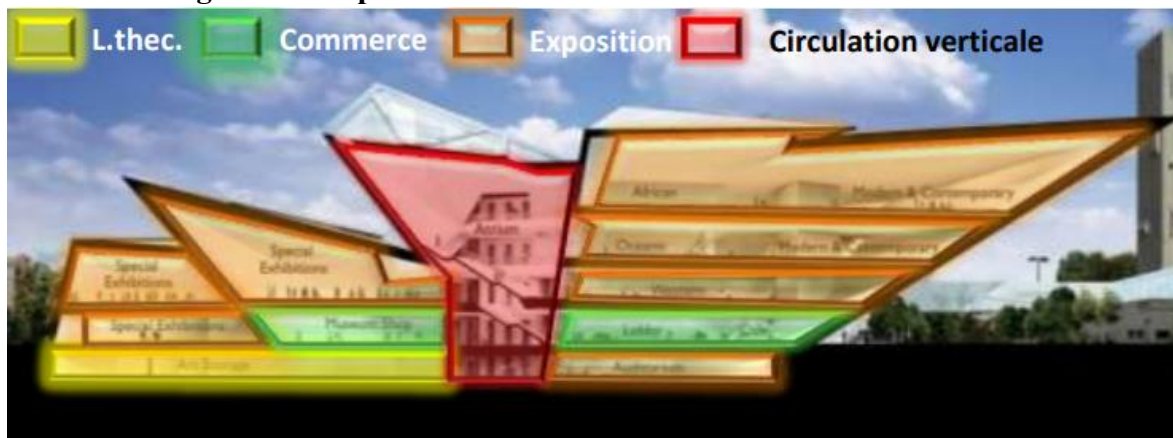 L.thec. Commerce Exposition Circulation verticale
African Modern & Contemporary
Atrium
Oceanic Modern & Contemporary
Special Exhibitions
Special Exhibitions
Special Exhibitions
Museum Shop
Lobby
Art Storage
Auditorium